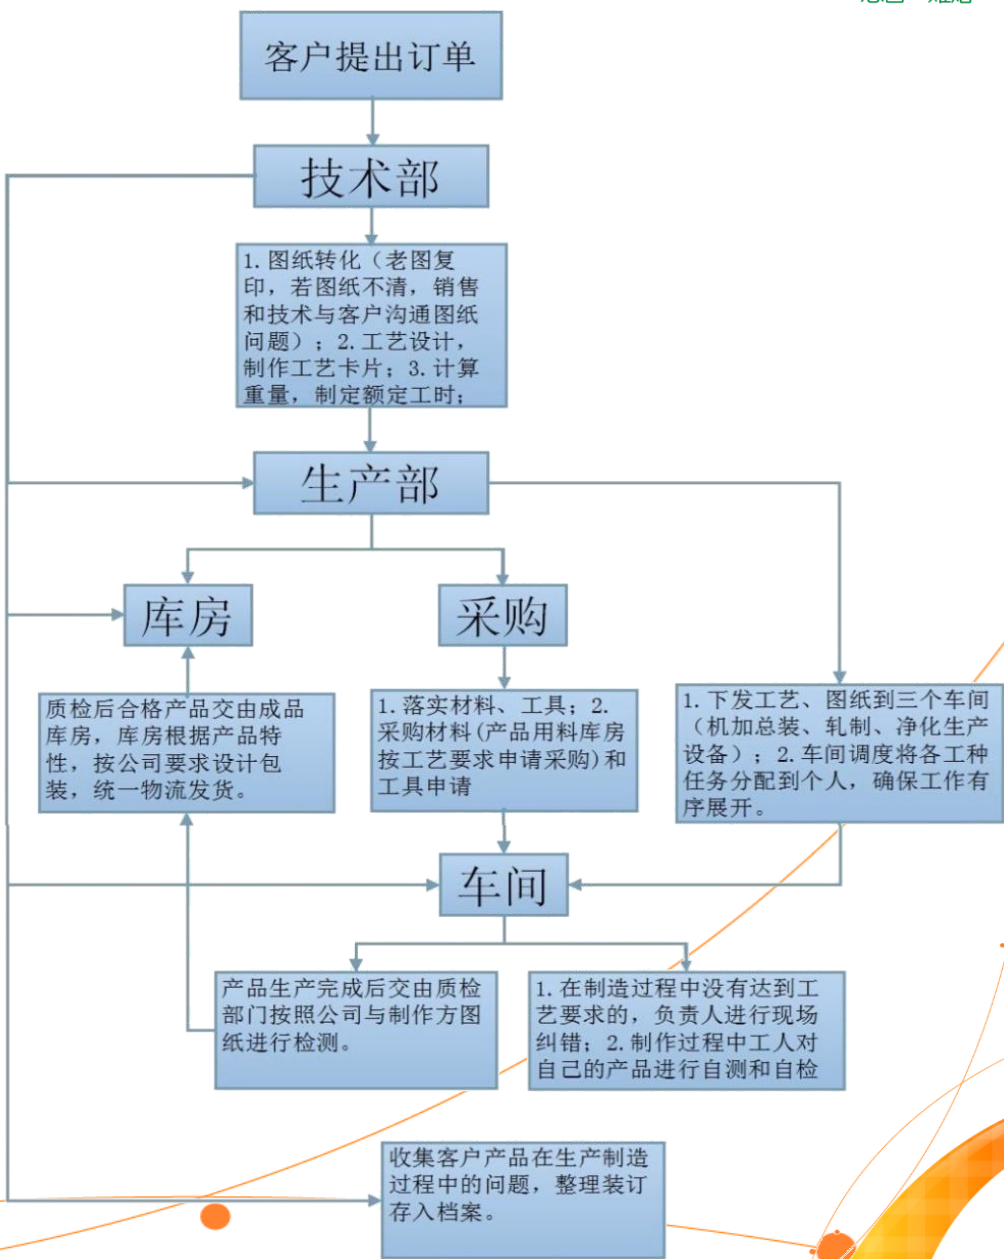 客户提出订单
技术部
1.图纸转化（老图复
印，若图纸不清，销售
和技术与客户沟通图纸
问题）；2.工艺设计，
制作工艺卡片；3.计算
重量，制定额定工时；
生产部
库房
采购
质检后合格产品交由成品
库房，库房根据产品特
性，按公司要求设计包
装，统一物流发货。
1.落实材料、工具；2.
采购材料(产品用料库房
按工艺要求申请采购)和
工具申请
1.下发工艺、图纸到三个车间
（机加总装、轧制、净化生产
设备）；2.车间调度将各工种
任务分配到个人，确保工作有
序展开。
车间
产品生产完成后交由质检
部门按照公司与制作方图
纸进行检测。
1.在制造过程中没有达到工
艺要求的，负责人进行现场
纠错；2.制作过程中工人对
自己的产品进行自测和自检
收集客户产品在生产制造
过程中的问题，整理装订
存入档案。